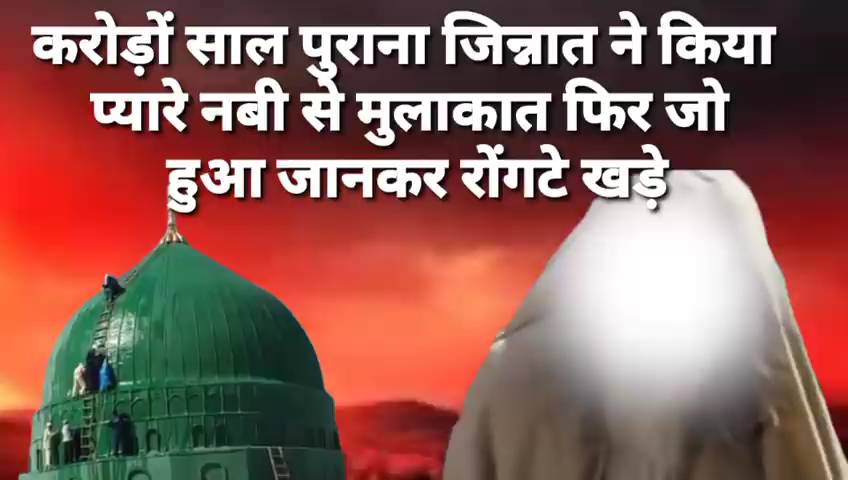 करोड़ों साल पुराना जिन्नात ने किया
प्यारे नबी से मुलाकात फिर जो
हुआ जानकर रोंगटे खड़े